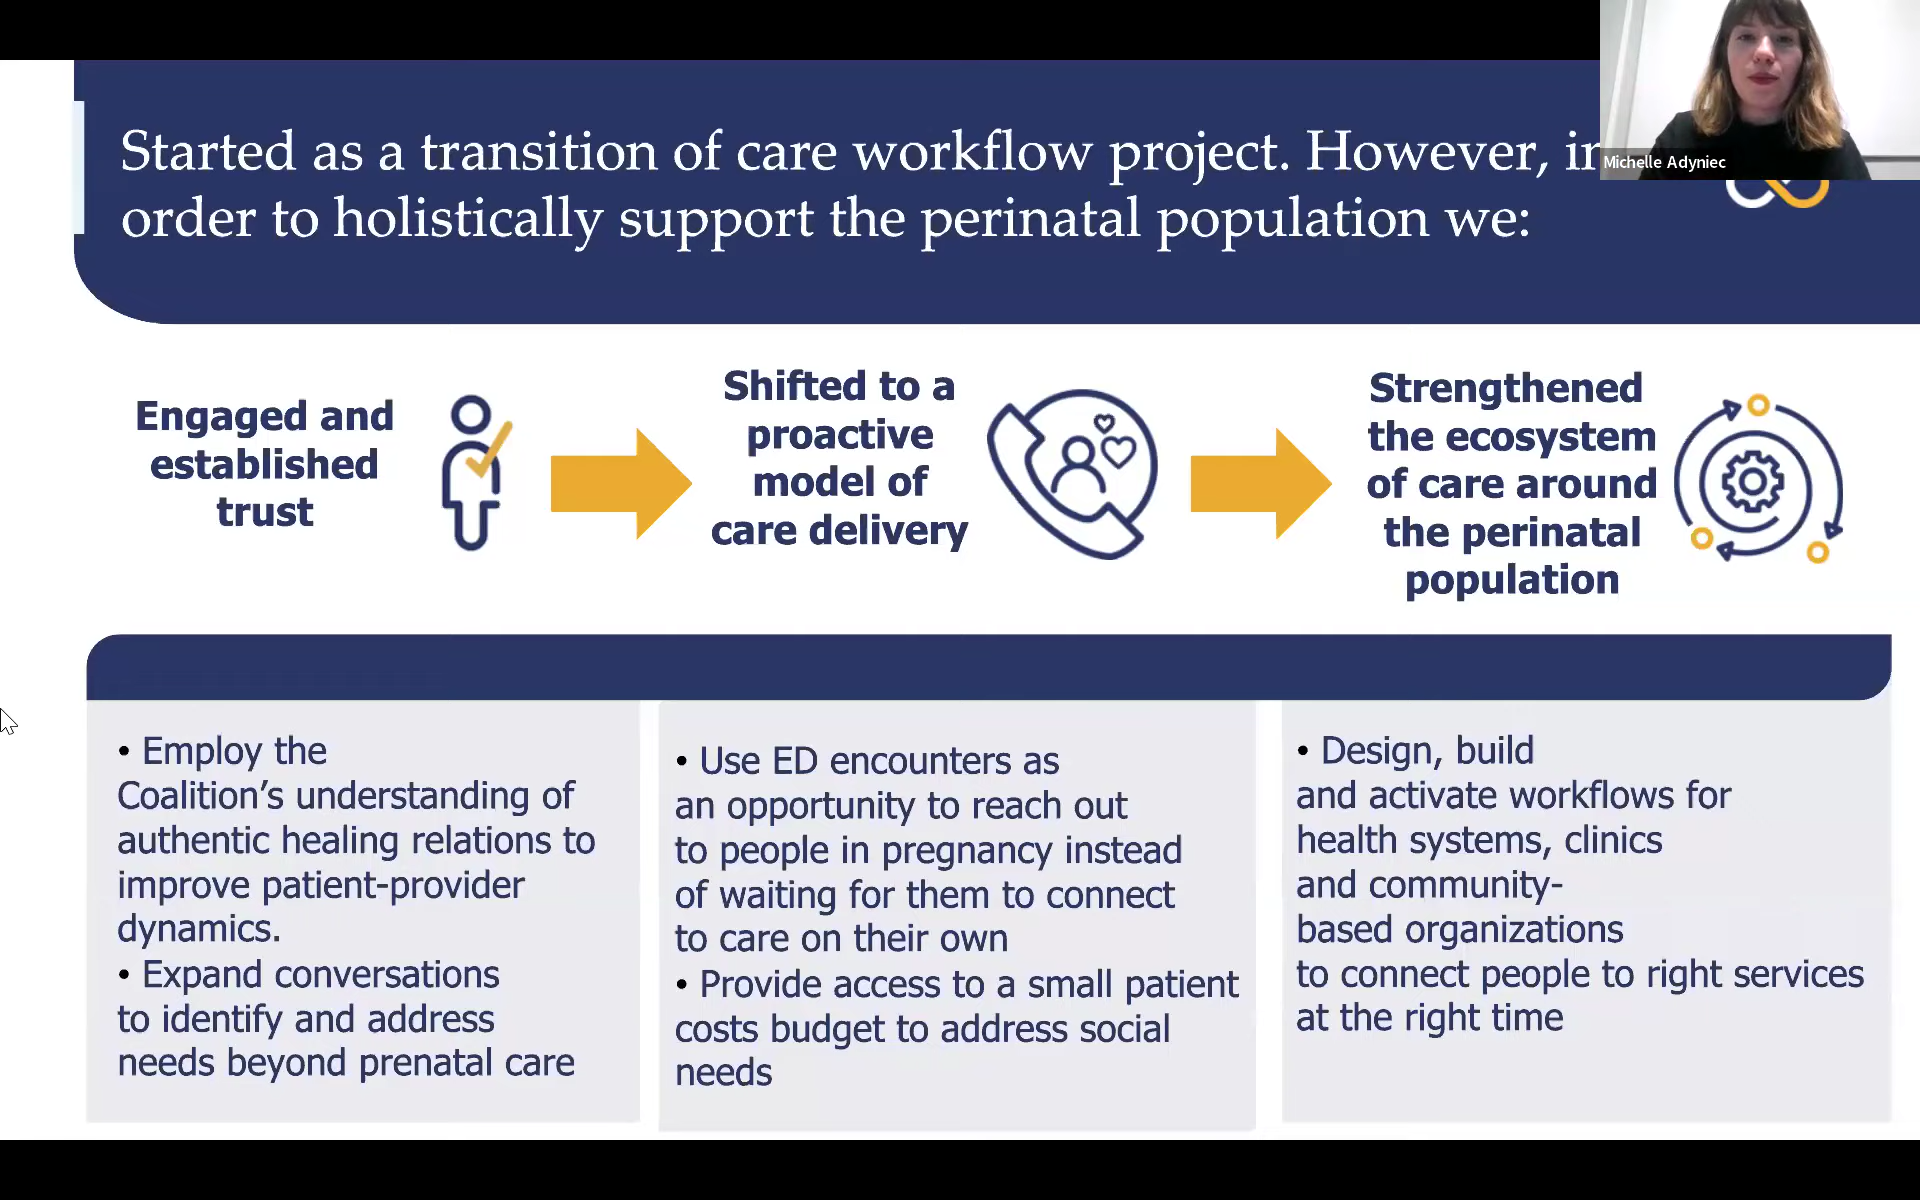 Started as a transition of care workflow project. However, in
order to holistically support the perinatal population we:
Michelle Adyniec
Engaged and
established
trust
Shifted to a
proactive
model of
care delivery
Strengthened
the ecosystem
of care around
the perinatal
population
• Employ the
Coalition’s understanding of
authentic healing relations to
improve patient-provider
dynamics.
• Expand conversations
to identify and address
needs beyond prenatal care
• Use ED encounters as
an opportunity to reach out
to people in pregnancy instead
of waiting for them to connect
to care on their own
• Provide access to a small patient
costs budget to address social
needs
• Design, build
and activate workflows for
health systems, clinics
and community-
based organizations
to connect people to right services
at the right time